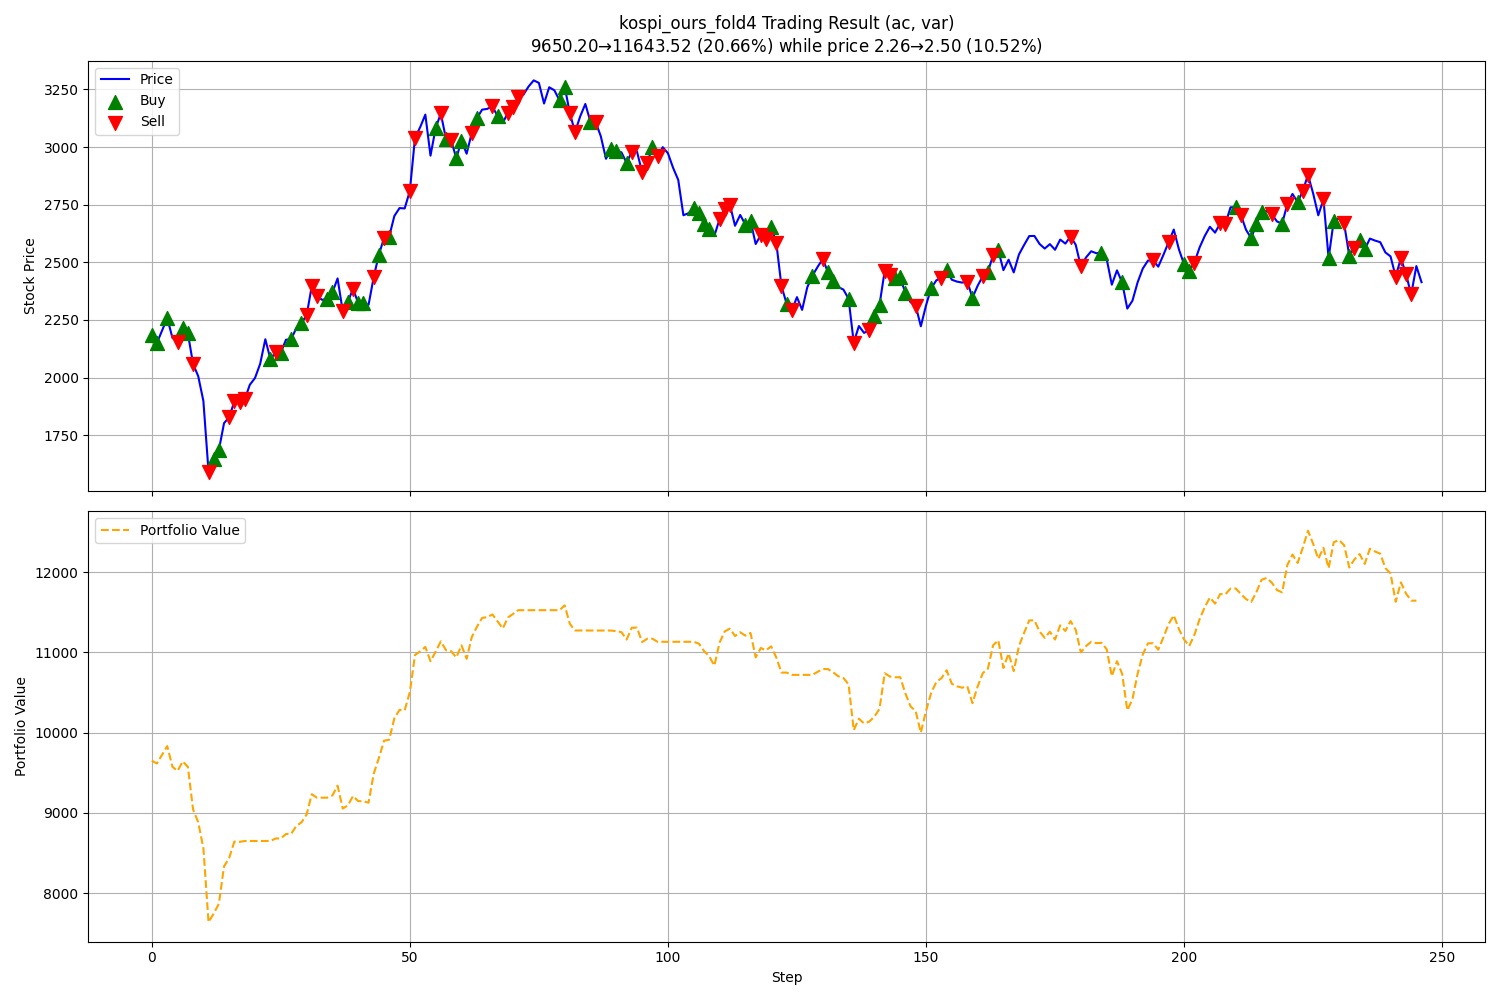 kospi_ours_fold4 Trading Result (ac, var)
9650.20→11643.52 (20.66%) while price 2.26→2.50 (10.52%)
Price
Buy
Sell
3250
3000
2750
2500
2250
2000
1750
Stock Price
Portfolio Value
12000
11000
10000
9000
8000
Portfolio Value
0
50
100
150
200
250
Step